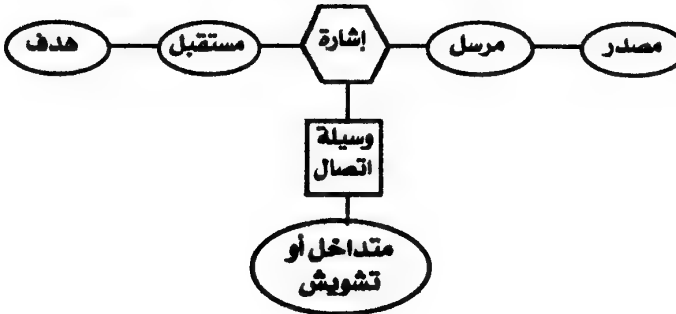 مصدر
مرسل
إشارة
مستقبل
هدف
وسيلة
اتصال
متداخل أو
تشويش